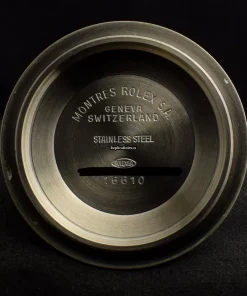 MONTRES ROLEX S.A.
GENEVA
SWITZERLAND
STAINLESS STEEL
16610